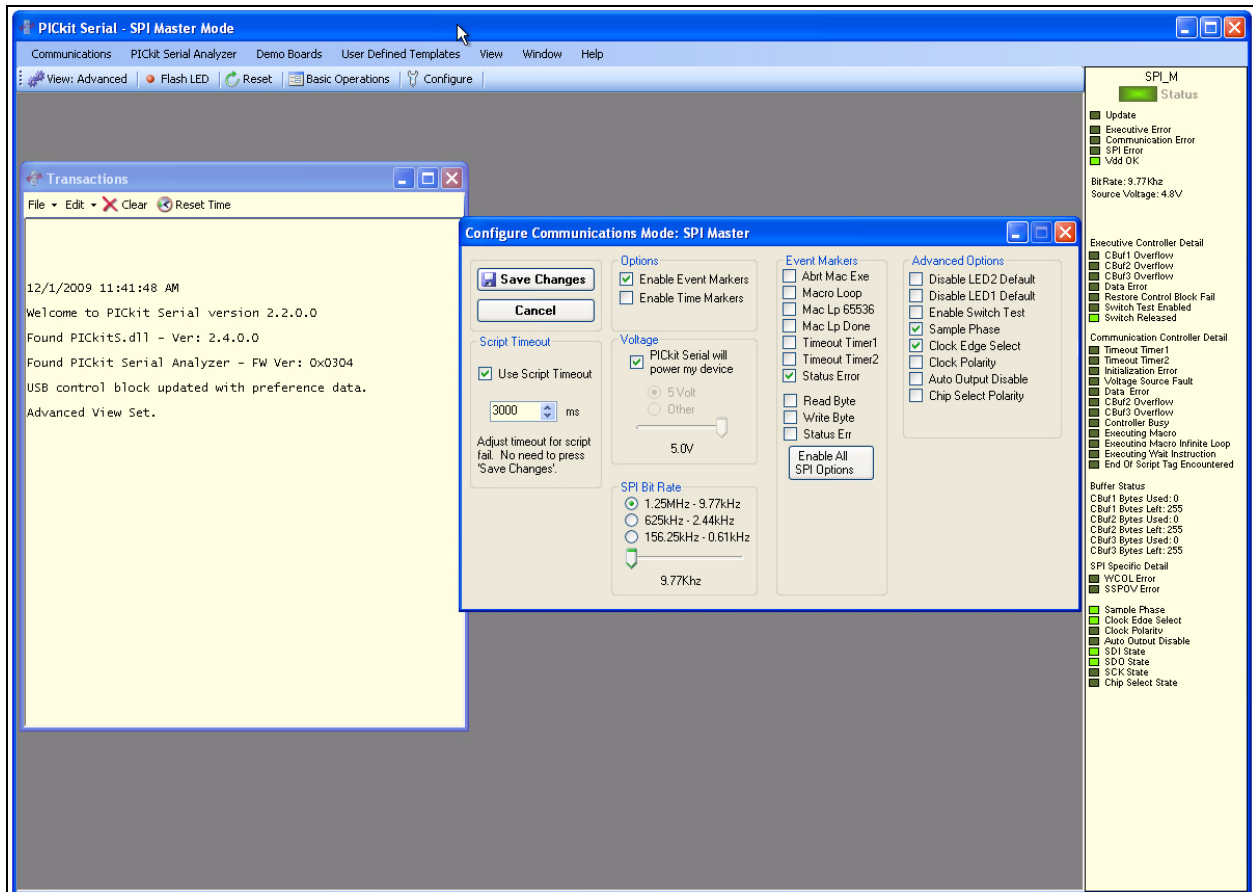 PICkit Serial - SPI Master Mode
Communications PICkit Serial Analyzer Demo Boards User Defined Templates View Window Help
View: Advanced Flash LED Reset Basic Operations Configure
Transactions
File Edit Clear Reset Time
12/1/2009 11:41:48 AM
Welcome to PICkit Serial version 2.2.0.0
Found PICkitS.dll - Ver: 2.4.0.0
Found PICkit Serial Analyzer - FW Ver: 0x0304
USB control block updated with preference data.
Advanced View Set.
Configure Communications Mode: SPI Master
Save Changes
Cancel
Script Timeout
Use Script Timeout
3000 ms
Adjust timeout for script
fail. No need to press
'Save Changes'.
Options
Enable Event Markers
Enable Time Markers
Voltage
PICkit Serial will
power my device
5 Volt
Other
5.0V
SPI Bit Rate
1.25MHz - 9.77kHz
625kHz - 2.44kHz
156.25kHz - 0.61kHz
9.77Khz
Event Markers
Abrt Mac Exe
Macro Loop
Mac Lp 65536
Mac Lp Done
Timeout Timer1
Timeout Timer2
Status Error
Read Byte
Write Byte
Status Err
Enable All
SPI Options
Advanced Options
Disable LED2 Default
Disable LED1 Default
Enable Switch Test
Sample Phase
Clock Edge Select
Clock Polarity
Auto Output Disable
Chip Select Polarity
SPI_M
Status
Update
Executive Error
Communication Error
SPI Error
Vdd OK
BitRate: 9.77Khz
Source Voltage: 4.8V
Executive Controller Detail
CBuf1 Overflow
CBuf2 Overflow
CBuf3 Overflow
Data Error
Restore Control Block Fail
Switch Test Enabled
Switch Released
Communication Controller Detail
Timeout Timer1
Timeout Timer2
Initialization Error
Voltage Source Fault
Data Error
CBuf2 Overflow
CBuf3 Overflow
Controller Busy
Executing Macro
Executing Macro Infinite Loop
Executing Wait Instruction
End Of Script Tag Encountered
Buffer Status
CBuf1 Bytes Used: 0
CBuf1 Bytes Left: 255
CBuf2 Bytes Used: 0
CBuf2 Bytes Left: 255
CBuf3 Bytes Used: 0
CBuf3 Bytes Left: 255
SPI Specific Detail
WCOL Error
SSPOV Error
Sample Phase
Clock Edge Select
Clock Polarity
Auto Output Disable
SDI State
SDO State
SCK State
Chip Select State